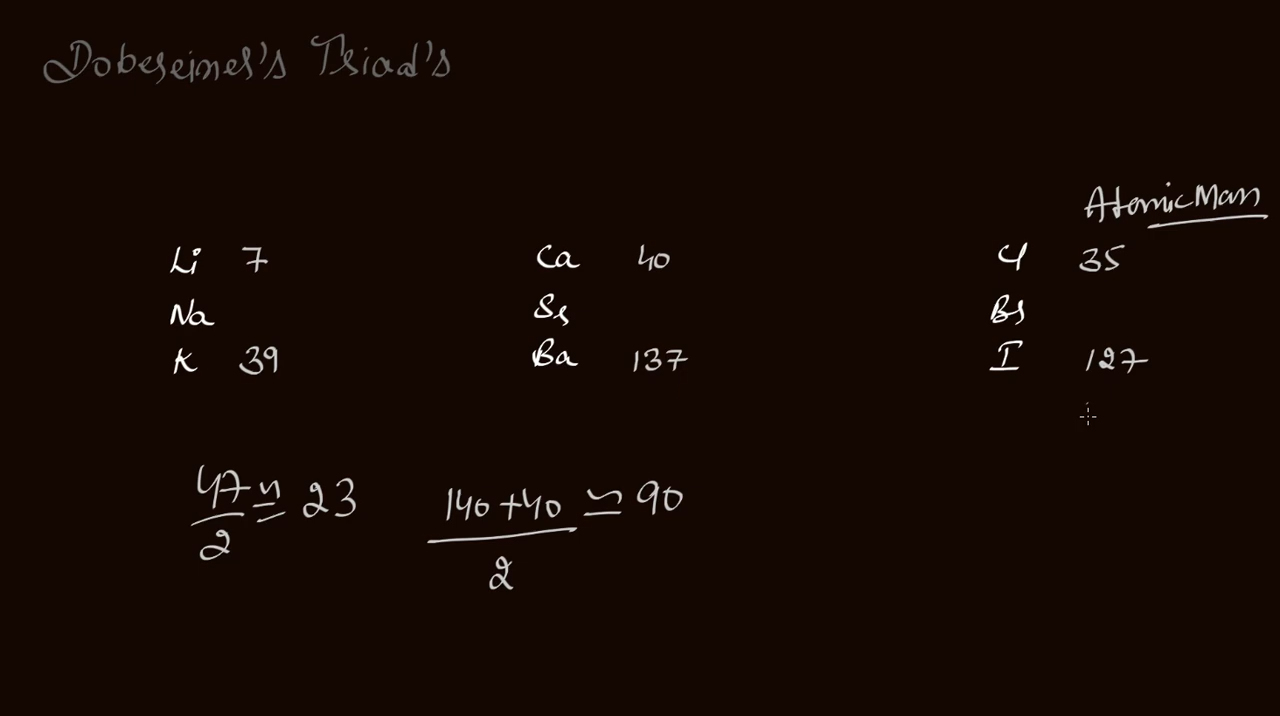 Dobereiner's Triad's
Atomic Mass
Li 7 Ca 40 Cl 35
Na Sr Br
K 39 Ba 137 I 127
47/2 ≃ 23 140+40/2 ≃ 90